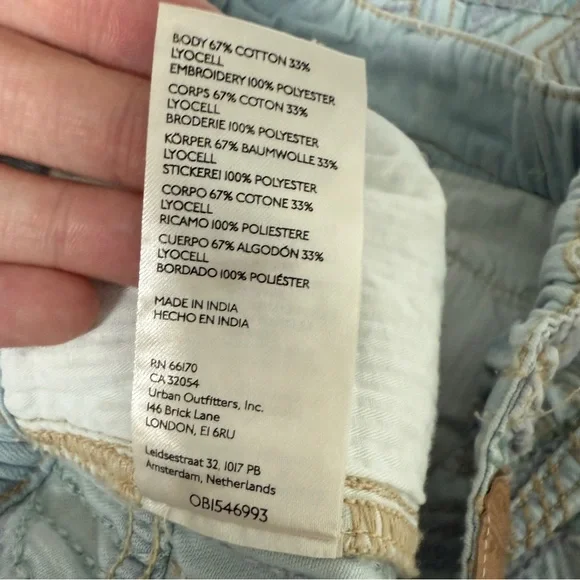 BODY 67% COTTON 33%
LYOCELL
EMBROIDERY 100% POLYESTER
CORPS 67% COTON 33%
LYOCELL
BRODERIE 100% POLYESTER
KÖRPER 67% BAUMWOLLE 33%
LYOCELL
STICKEREI 100% POLYESTER
CORPO 67% COTONE 33%
LYOCELL
RICAMO 100% POLIESTERE
CUERPO 67% ALGODÓN 33%
LYOCELL
BORDADO 100% POLIÉSTER
MADE IN INDIA
HECHO EN INDIA
RN 66170
CA 32054
Urban Outfitters, Inc.
146 Brick Lane
LONDON, E1 6RU
Leidsestraat 32, 1017 PB
Amsterdam, Netherlands
OB1546993